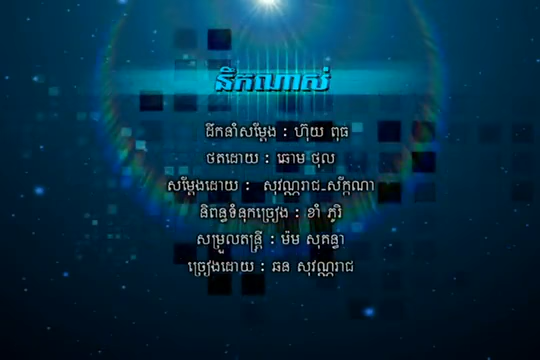 នឹកណាស់
ដឹកនាំសម្ដែង : ហ៊ុយ ពុធ
ថតដោយ : ឆោម ថុល
សម្ដែងដោយ : សុវណ្ណរាជ-ស័ក្កណា
និពន្ធទំនុកច្រៀង : ខាំ ភូរិ
សម្រួលតន្ត្រី : ម៉ម សុគន្ធា
ច្រៀងដោយ : ឆន សុវណ្ណរាជ